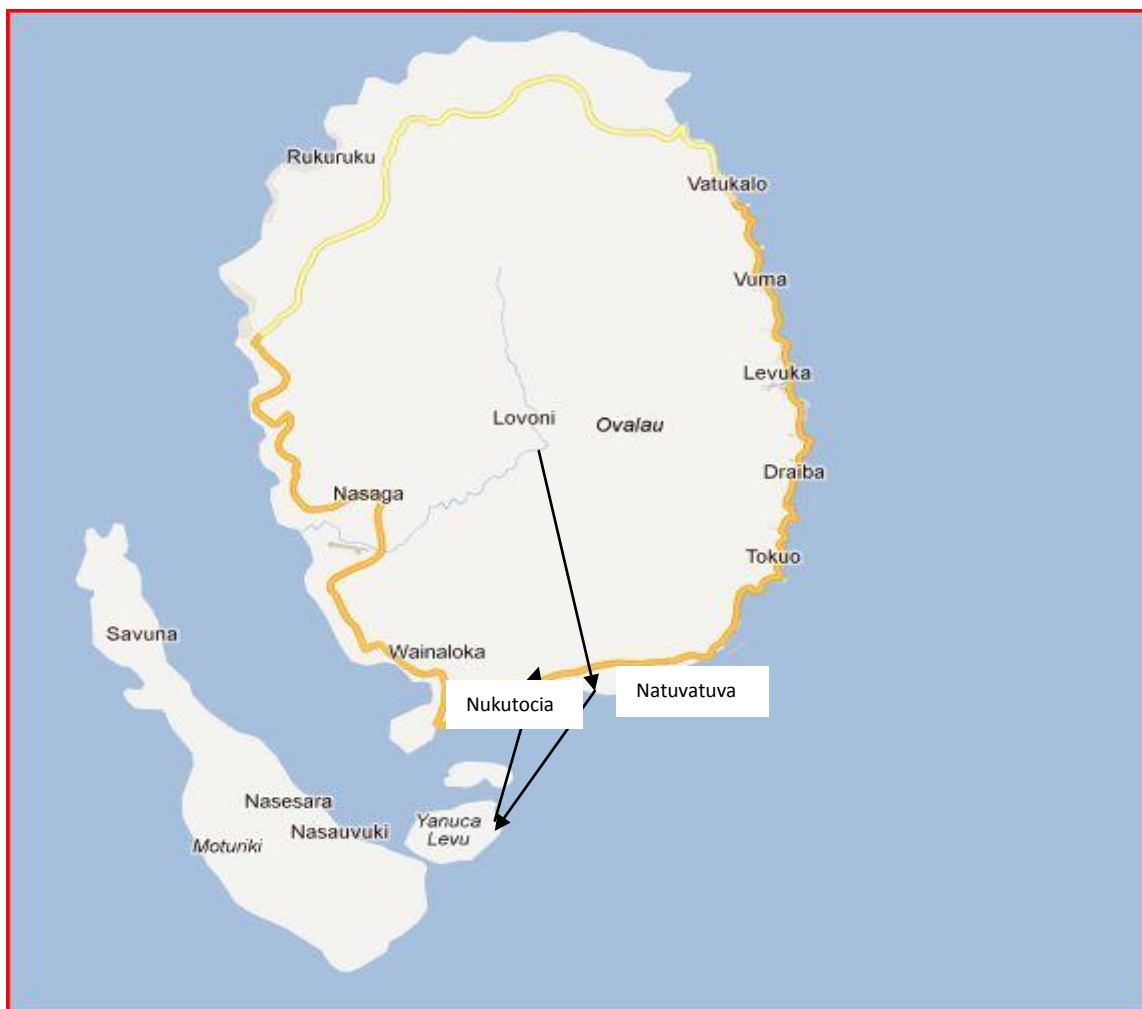 Rukuruku
Vatukalo
Vuma
Levuka
Lovoni
Ovalau
Draiba
Nasaga
Tokuo
Savuna
Wainaloka
Nukutocia
Natuvatuva
Nasesara
Yanuca
Levu
Nasauvuki
Moturiki